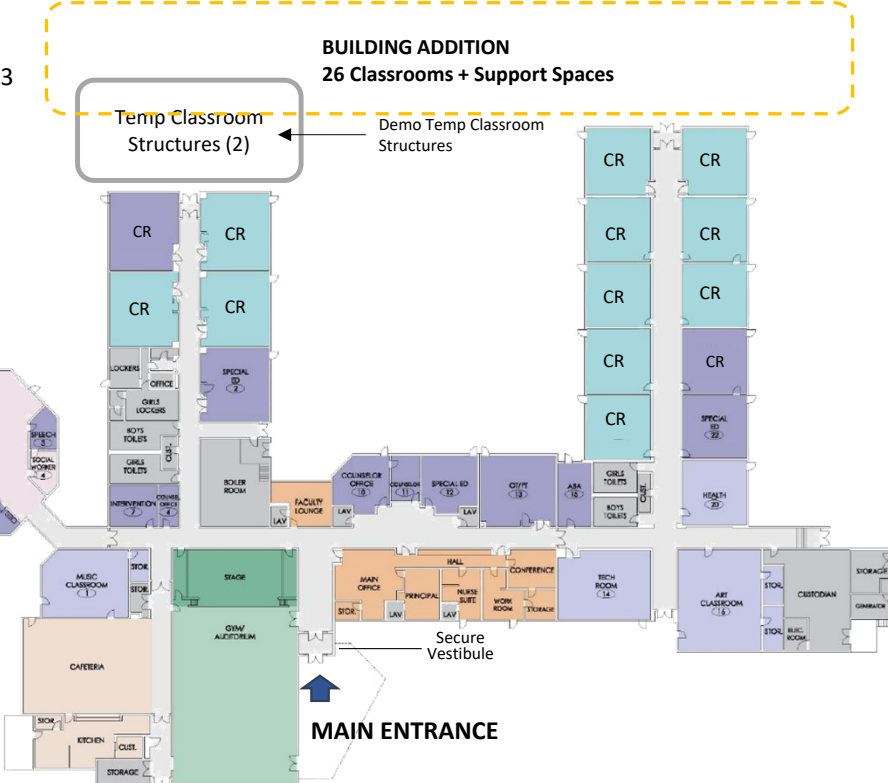 BUILDING ADDITION
26 Classrooms + Support Spaces
3
Temp Classroom
Structures (2)
Demo Temp Classroom
Structures
CR
CR
CR
CR
CR
CR
CR
CR
CR
CR
CR
CR
CR
LOCKERS
OFFICE
GIRLS
LOCKERS
SPECIAL
ED
2
BOYS
TOILETS
CUST.
GIRLS
TOILETS
SPEECH
5
SOCIAL
WORKER
4
INTERVENTION
7
BOILER
ROOM
FACULTY
LOUNGE
LAV
LAV
COUNSELOR
OFFICE
10
COUNSELOR
11
SPECIAL ED
12
LAV
OT/PT
13
ABA
15
GIRLS
TOILETS
BOYS
TOILETS
CUST.
CR
SPECIAL
ED
22
HEALTH
20
MUSIC
CLASSROOM
1
STOR.
STOR.
STAGE
GYM/
AUDITORIUM
MAIN
OFFICE
STOR.
LAV
PRINCIPAL
HALL
NURSE
SUITE
LAV
WORK
ROOM
CONFERENCE
STORAGE
TECH
ROOM
14
ART
CLASSROOM
16
STOR.
STOR.
ELEC.
ROOM
CUSTODIAN
STORAGE
GENERATOR
CAFETERIA
STOR.
KITCHEN
CUST.
STORAGE
Secure
Vestibule
MAIN ENTRANCE